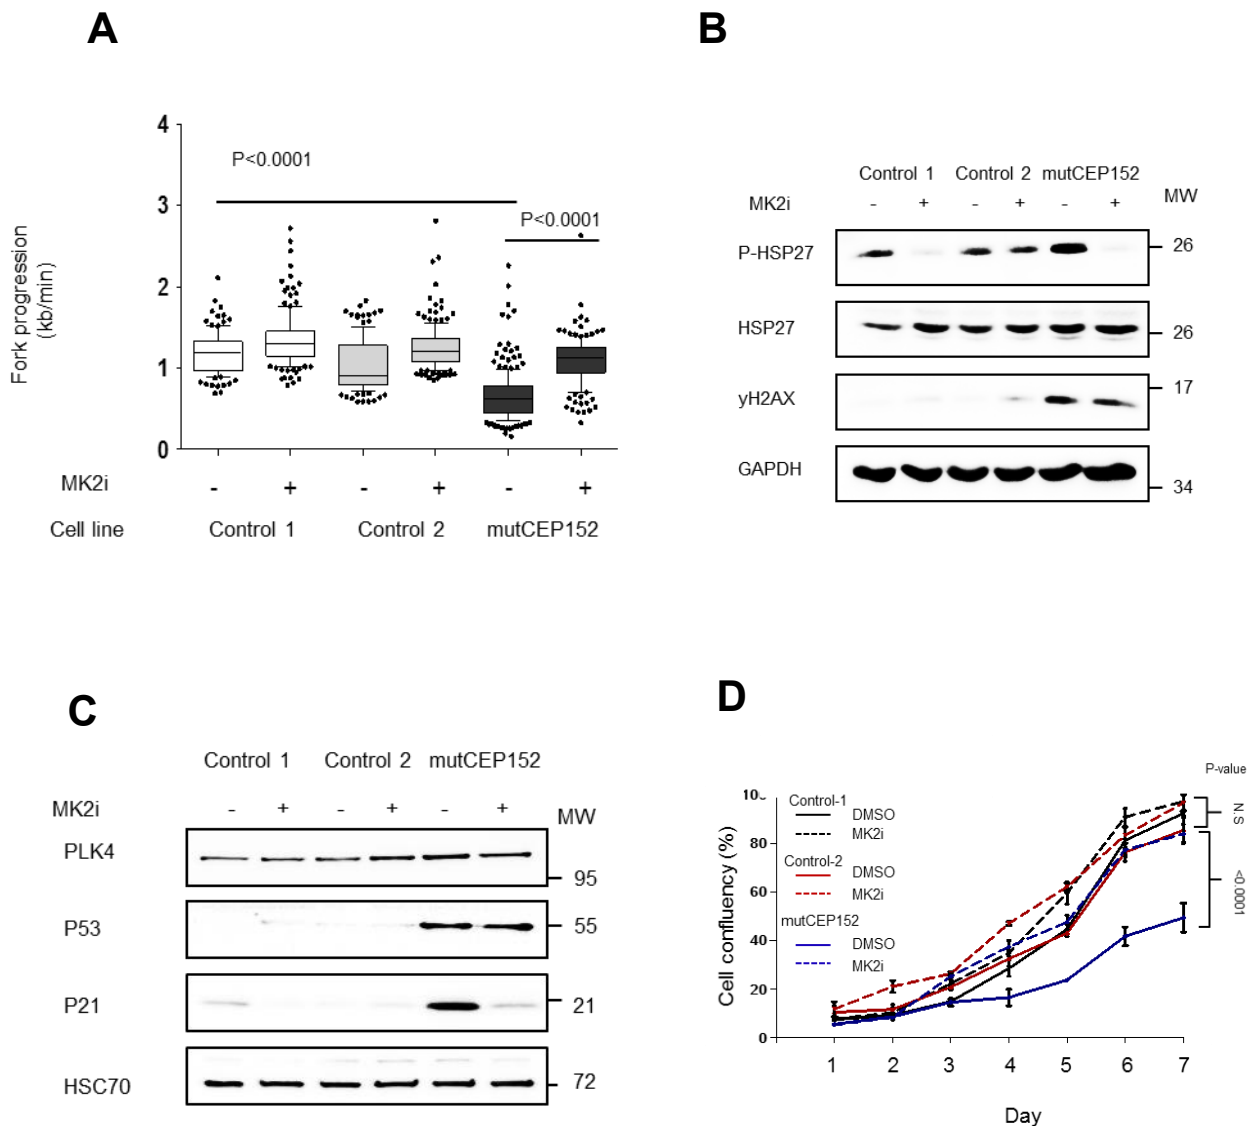 A
4
P<0.0001
3
P<0.0001
2
1
0
Fork progression
(kb/min)
MK2i - + - + - +
Cell line Control 1 Control 2 mutCEP152
B
Control 1 Control 2 mutCEP152
MK2i - + - + - + MW
P-HSP27 26
HSP27 26
yH2AX 17
GAPDH 34
C
Control 1 Control 2 mutCEP152
MK2i - + - + - + MW
PLK4 95
P53 55
P21 21
HSC70 72
D
P-value
80
60
40
20
0
Cell confluency (%)
Control-1
DMSO
MK2i
Control-2
DMSO
MK2i
mutCEP152
DMSO
MK2i
N.S
<0.0001
1 2 3 4 5 6 7
Day